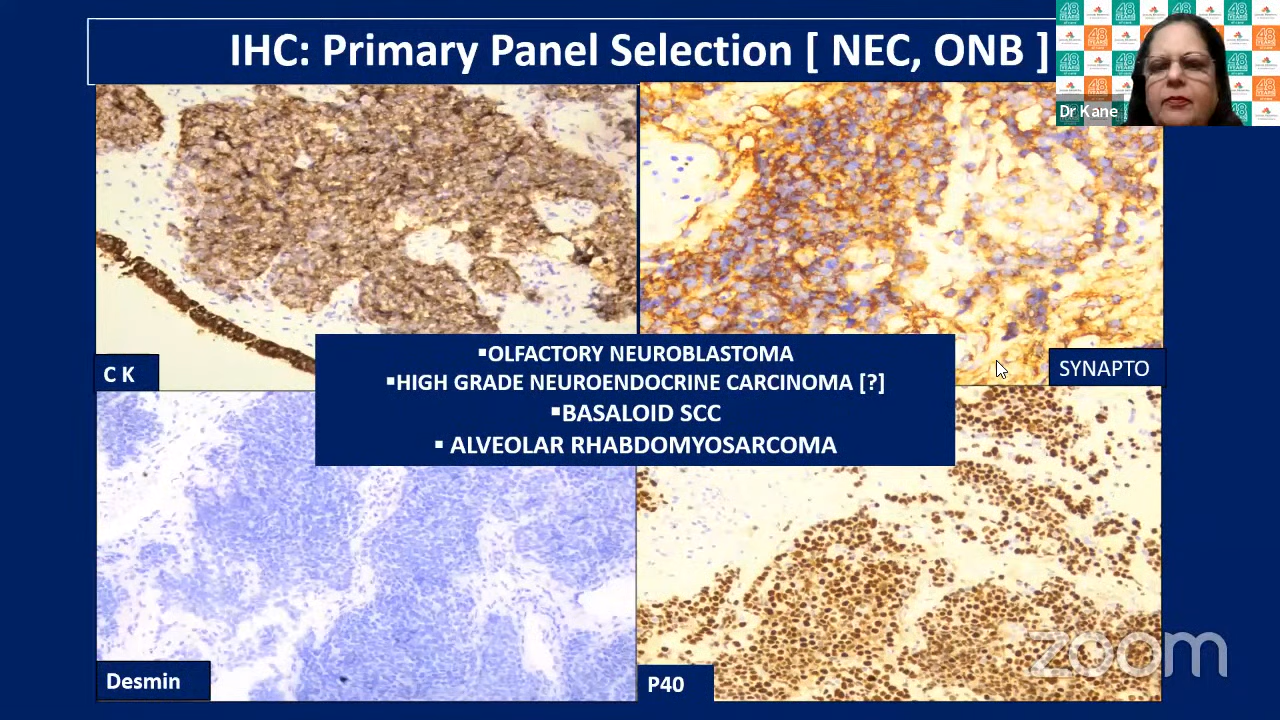 IHC: Primary Panel Selection [ NEC, ONB ]
Dr Kane
C K
SYNAPTO
▪OLFACTORY NEUROBLASTOMA
▪HIGH GRADE NEUROENDOCRINE CARCINOMA [?]
▪BASALOID SCC
▪ ALVEOLAR RHABDOMYOSARCOMA
Desmin
P40
zoom